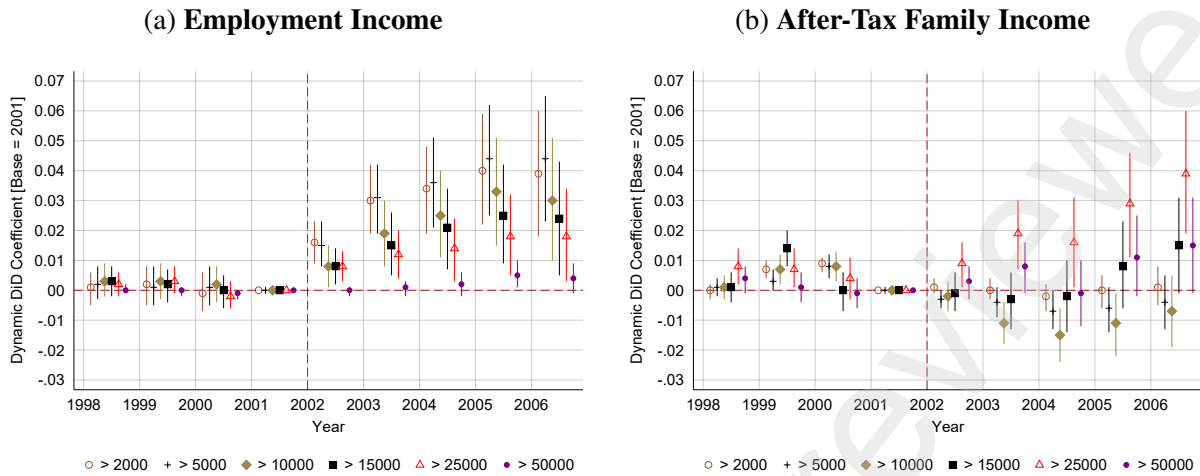 (a) Employment Income
Dynamic DiD Coefficient [Base = 2001]
0.07
0.06
0.05
0.04
0.03
0.02
0.01
0.00
-.01
-.02
-.03
1998 1999 2000 2001 2002 2003 2004 2005 2006
Year
> 2000 > 5000 > 10000 > 15000 > 25000 > 50000
(b) After-Tax Family Income
Dynamic DiD Coefficient [Base = 2001]
0.07
0.06
0.05
0.04
0.03
0.02
0.01
0.00
-.01
-.02
-.03
1998 1999 2000 2001 2002 2003 2004 2005 2006
Year
> 2000 > 5000 > 10000 > 15000 > 25000 > 50000